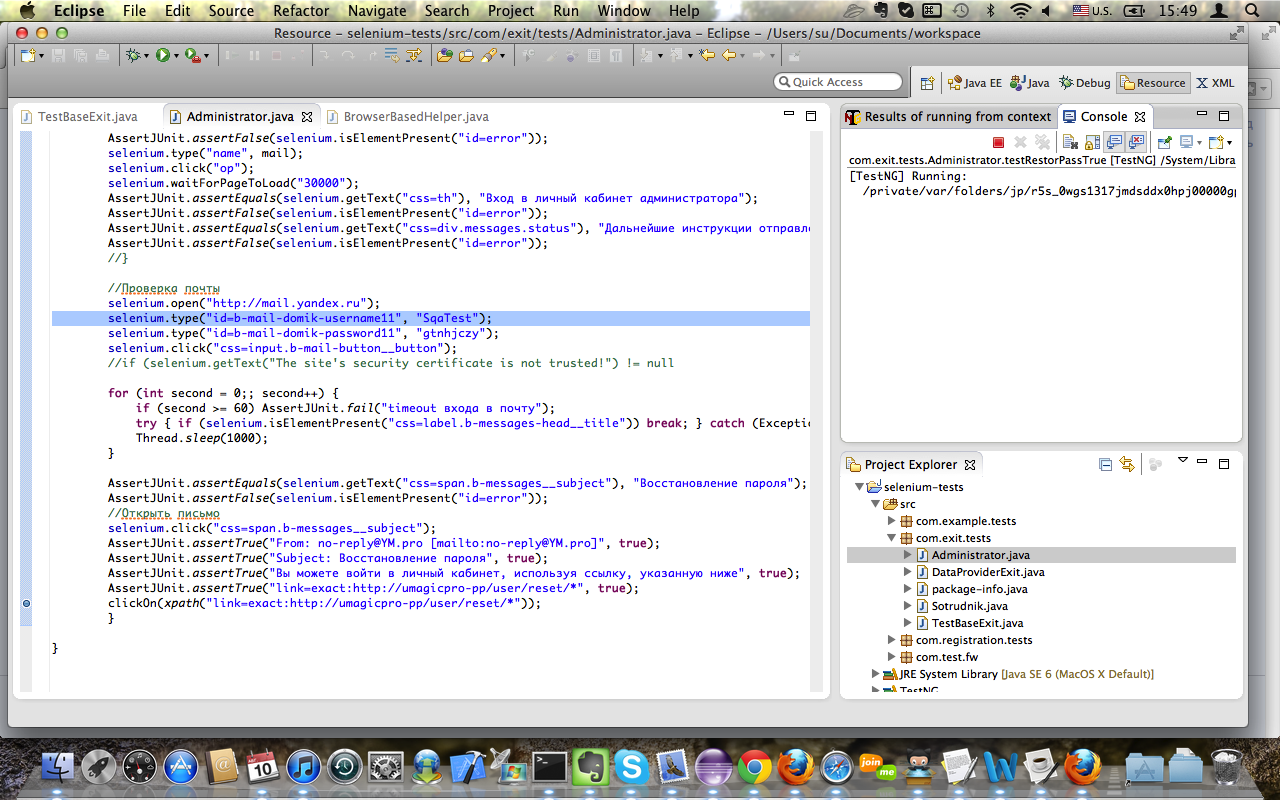 Eclipse File Edit Source Refactor Navigate Search Project Run Window Help U.S. 15:49
Resource – selenium-tests/src/com/exit/tests/Administrator.java – Eclipse – /Users/su/Documents/workspace
Quick Access Java EE Java Debug Resource XML
TestBaseExit.java Administrator.java BrowserBasedHelper.java
AssertJUnit.assertFalse(selenium.isElementPresent("id=error"));
selenium.type("name", mail);
selenium.click("op");
selenium.waitForPageToLoad("30000");
AssertJUnit.assertEquals(selenium.getText("css=th"), "Вход в личный кабинет администратора");
AssertJUnit.assertFalse(selenium.isElementPresent("id=error"));
AssertJUnit.assertEquals(selenium.getText("css=div.messages.status"), "Дальнейшие инструкции отправле
AssertJUnit.assertFalse(selenium.isElementPresent("id=error"));
//}
//Проверка почты
selenium.open("http://mail.yandex.ru");
selenium.type("id=b-mail-domik-username11", "SqaTest");
selenium.type("id=b-mail-domik-password11", "gtnhjczy");
selenium.click("css=input.b-mail-button__button");
//if (selenium.getText("The site's security certificate is not trusted!") != null
for (int second = 0;; second++) {
if (second >= 60) AssertJUnit.fail("timeout входа в почту");
try { if (selenium.isElementPresent("css=label.b-messages-head__title")) break; } catch (Exceptio
Thread.sleep(1000);
}
AssertJUnit.assertEquals(selenium.getText("css=span.b-messages__subject"), "Восстановление пароля");
AssertJUnit.assertFalse(selenium.isElementPresent("id=error"));
//Открыть письмо
selenium.click("css=span.b-messages__subject");
AssertJUnit.assertTrue("From: no-reply@YM.pro [mailto:no-reply@YM.pro]", true);
AssertJUnit.assertTrue("Subject: Восстановление пароля", true);
AssertJUnit.assertTrue("Вы можете войти в личный кабинет, используя ссылку, указанную ниже", true);
AssertJUnit.assertTrue("link=exact:http://umagicpro-pp/user/reset/*", true);
clickOn(xpath("link=exact:http://umagicpro-pp/user/reset/*"));
}
}
Results of running from context Console
com.exit.tests.Administrator.testRestorPassTrue [TestNG] /System/Libra
[TestNG] Running:
/private/var/folders/jp/r5s_0wgs1317jmdsddx0hpj00000gp
Project Explorer
selenium-tests
src
com.example.tests
com.exit.tests
Administrator.java
DataProviderExit.java
package-info.java
Sotrudnik.java
TestBaseExit.java
com.registration.tests
com.test.fw
JRE System Library [Java SE 6 (MacOS X Default)]
TestNG
10
join me